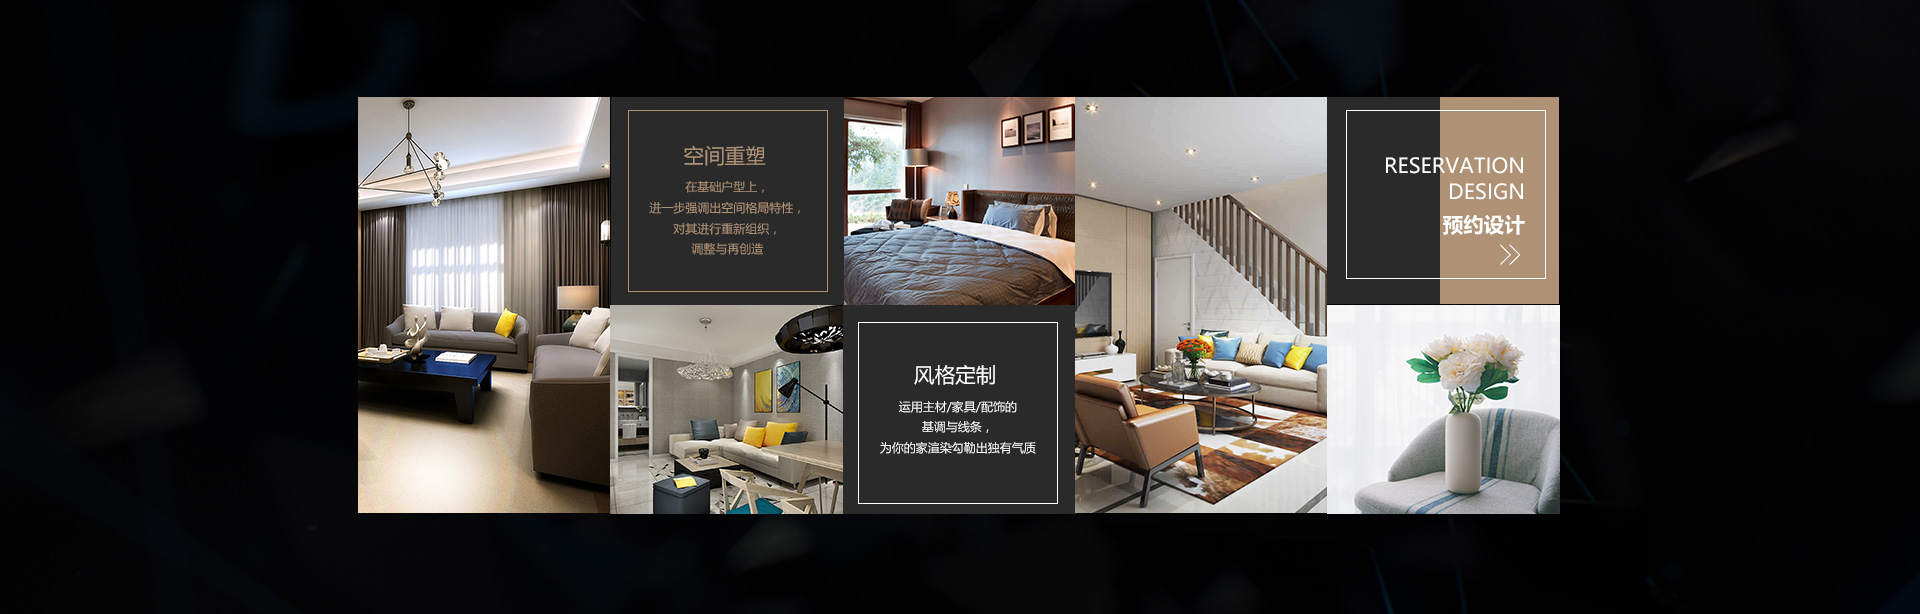 空间重塑
在基础户型上，
进一步强调出空间格局特性，
对其进行重新组织，
调整与再创造
风格定制
运用主材/家具/配饰的
基调与线条，
为你的家渲染勾勒出独有气质
RESERVATION
DESIGN
预约设计